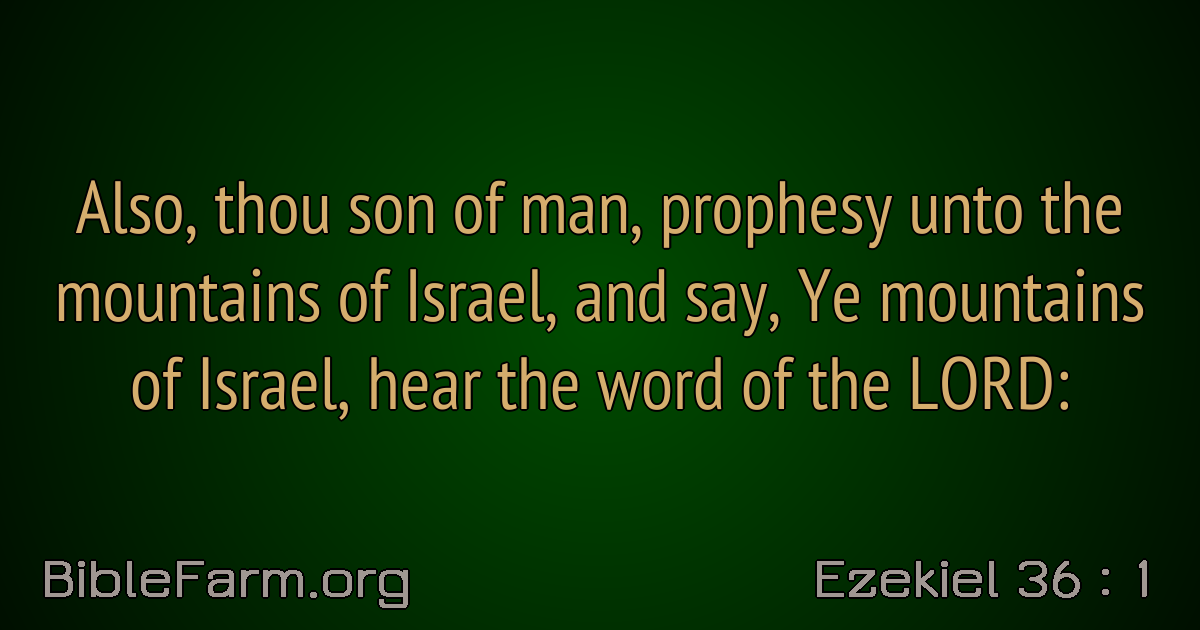 Also, thou son of man, prophesy unto the
mountains of Israel, and say, Ye mountains
of Israel, hear the word of the LORD:
BibleFarm.org
Ezekiel 36 : 1